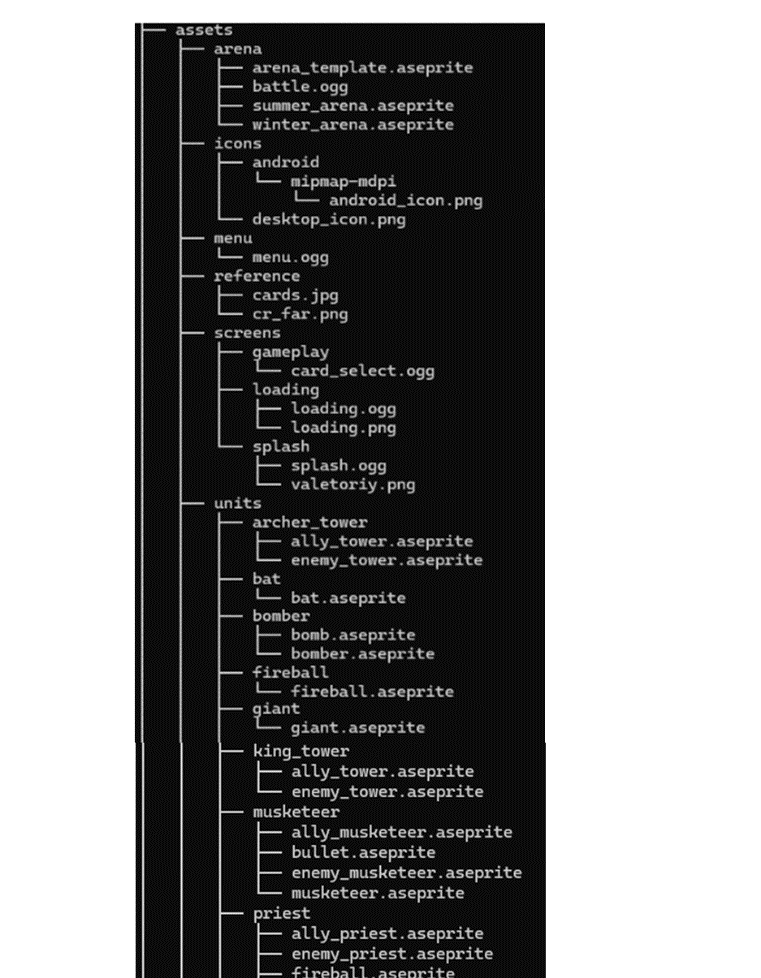 assets
arena
arena_template.aseprite
battle.ogg
summer_arena.aseprite
winter_arena.aseprite
icons
android
mipmap-mdpi
android_icon.png
desktop_icon.png
menu
menu.ogg
reference
cards.jpg
cr_far.png
screens
gameplay
card_select.ogg
loading
loading.ogg
loading.png
splash
splash.ogg
valetoriy.png
units
archer_tower
ally_tower.aseprite
enemy_tower.aseprite
bat
bat.aseprite
bomber
bomb.aseprite
bomber.aseprite
fireball
fireball.aseprite
giant
giant.aseprite
king_tower
ally_tower.aseprite
enemy_tower.aseprite
musketeer
ally_musketeer.aseprite
bullet.aseprite
enemy_musketeer.aseprite
musketeer.aseprite
priest
ally_priest.aseprite
enemy_priest.aseprite
fireball.aseprite